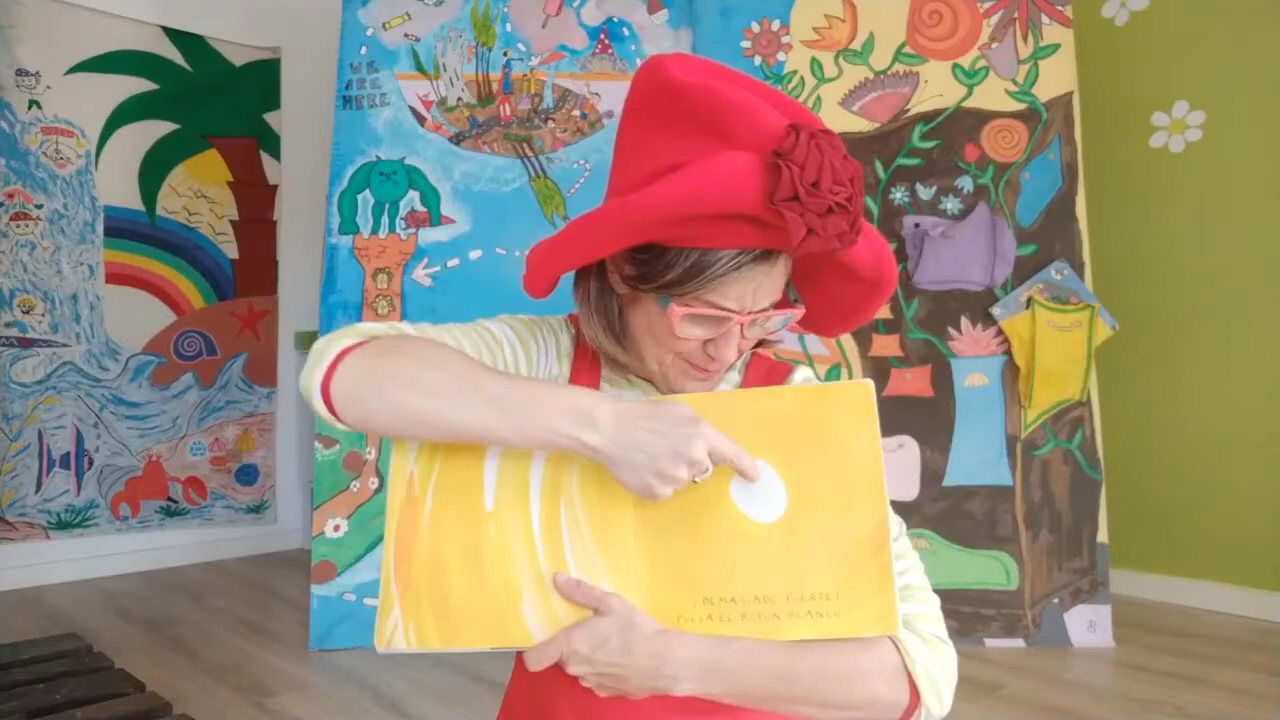 WE
ARE
HERE
¡DEMASIADO FUERTE!
PULSA EL BOTÓN BLANCO